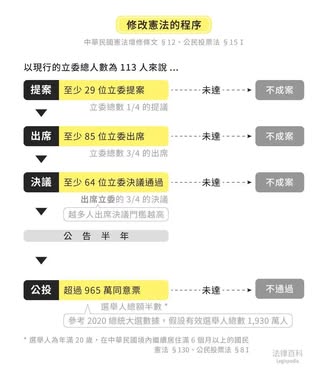 修改憲法的程序
中華民國憲法增修條文 §12、公民投票法 §15 I
以現行的立委總人數為 113 人來說 ...
提案 至少 29 位立委提案 未達 不成案
立委總數 1/4 的提議
出席 至少 85 位立委出席 未達 不成案
立委總數 3/4 的出席
決議 至少 64 位立委決議通過 未達 不成案
出席立委的 3/4 的決議
越多人出席決議門檻越高
公 告 半 年
公投 超過 965 萬同意票 未達 不通過
選舉人總額半數 *
參考 2020 總統大選數據，假設有效選舉人總數 1,930 萬人
* 選舉人為年滿 20 歲，在中華民國境內繼續居住滿 6 個月以上的國民
憲法 §130、公民投票法 §8 I
法律百科
Legispedia